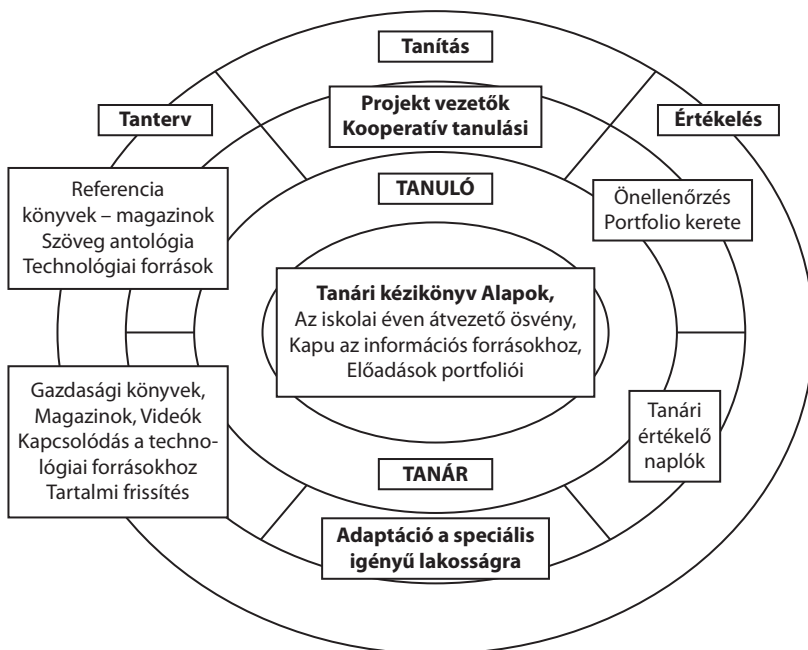 Tanítás
Tanterv
Projekt vezetők
Kooperatív tanulási
Értékelés
Referencia
könyvek – magazinok
Szöveg antológia
Technológiai források
TANULÓ
Önellenőrzés
Portfolio kerete
Tanári kézikönyv Alapok,
Az iskolai éven átvezető ösvény,
Kapu az információs forrásokhoz,
Előadások portfoliói
Gazdasági könyvek,
Magazinok, Videók
Kapcsolódás a techno-
lógiai forrásokhoz
Tartalmi frissítés
Tanári
értékelő
naplók
TANÁR
Adaptáció a speciális
igényű lakosságra